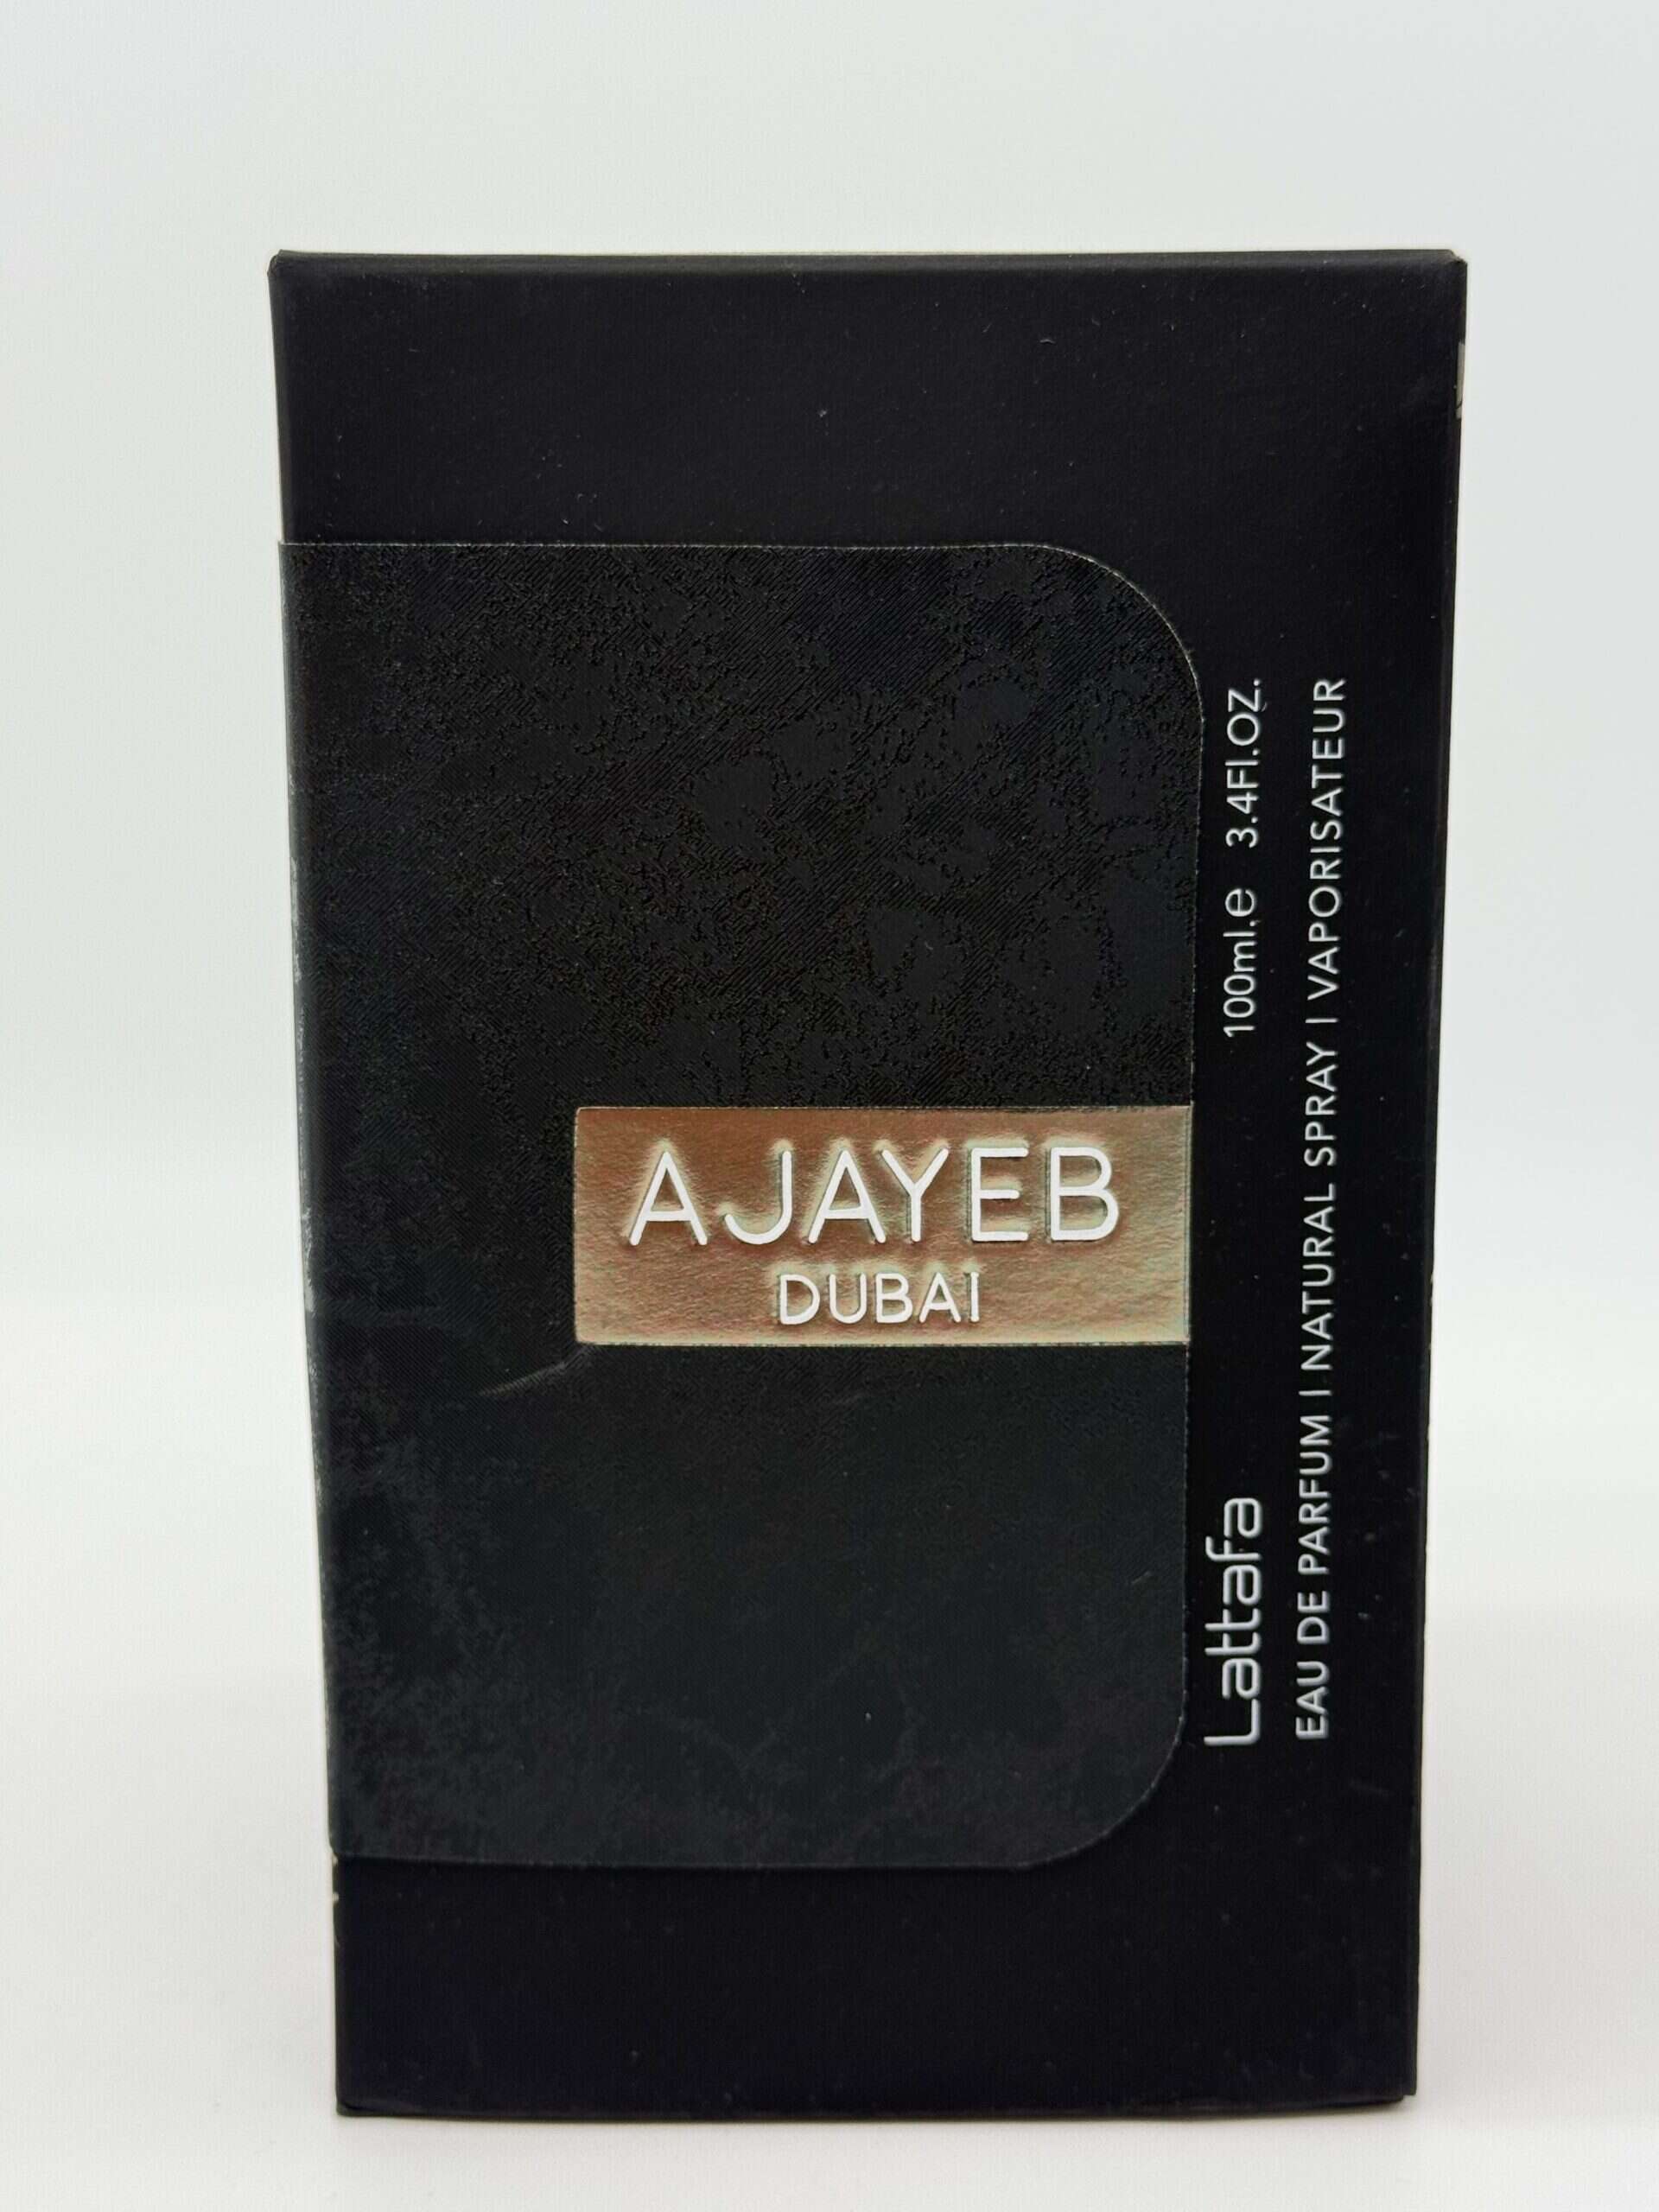 AJAYEB
DUBAI
Lattafa 100ml.e 3.4Fl.OZ.
EAU DE PARFUM I NATURAL SPRAY I VAPORISATEUR